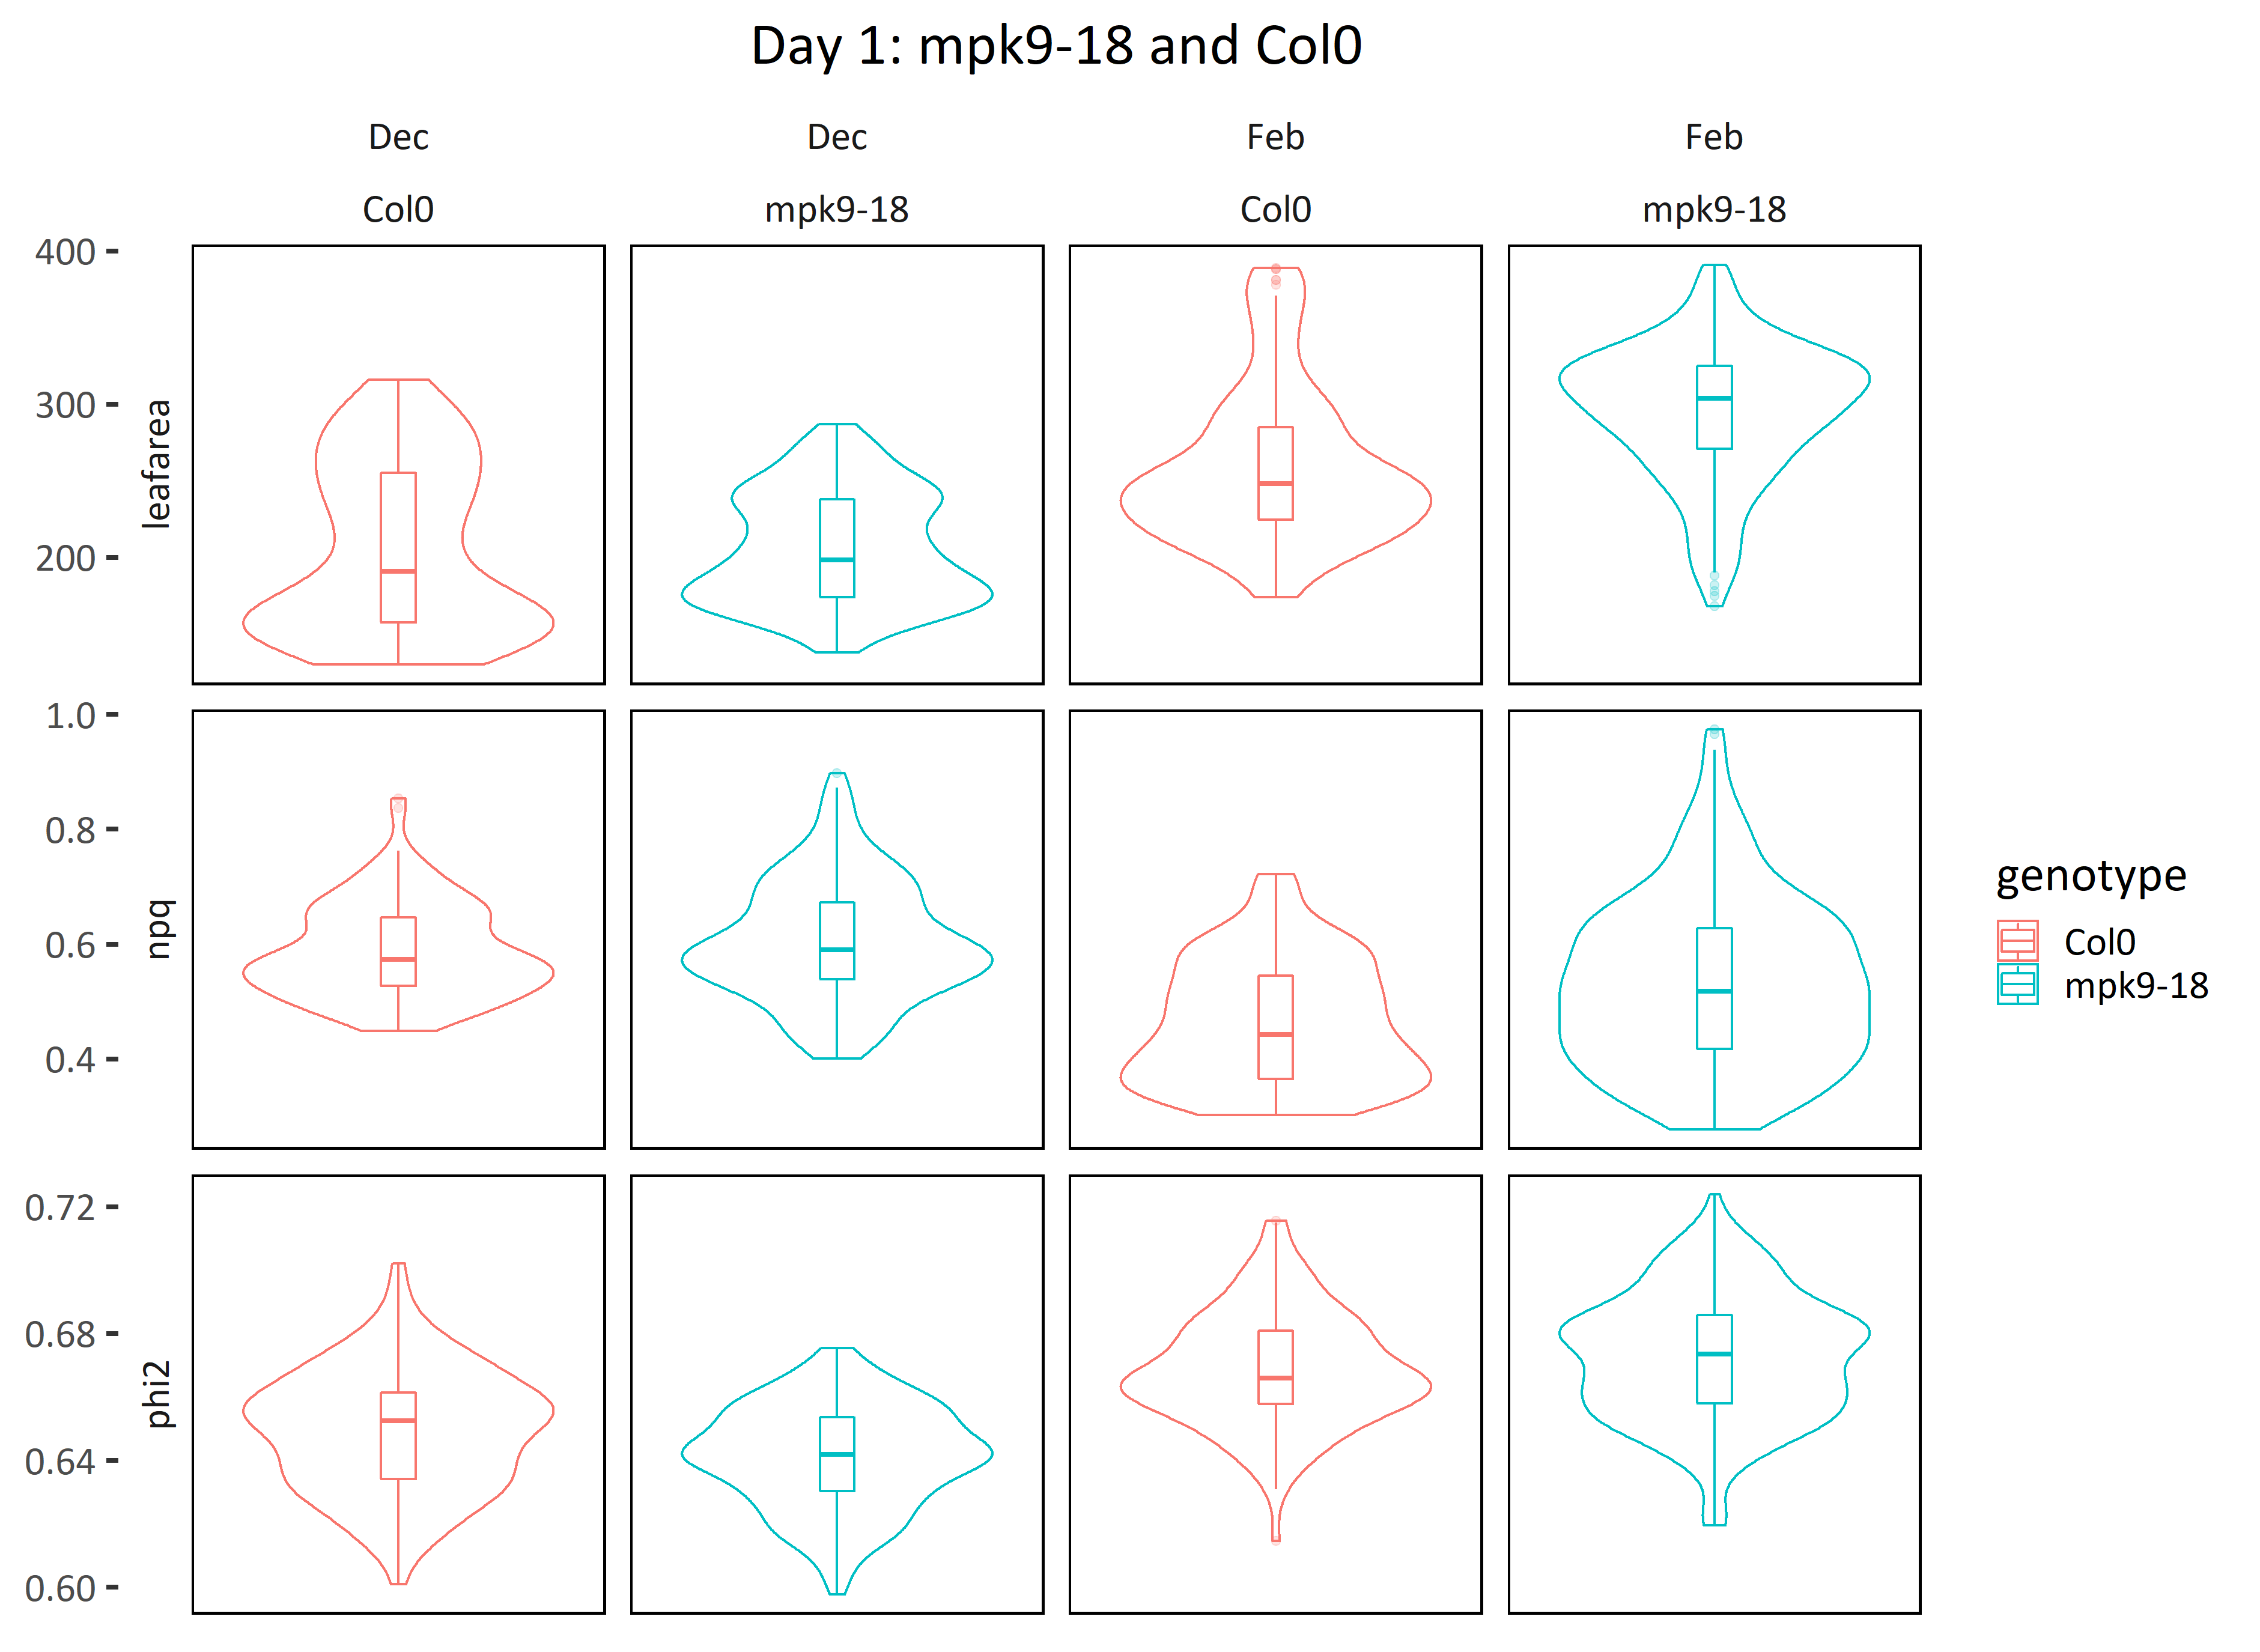 Day 1: mpk9-18 and Col0
Dec Dec Feb Feb
Col0 mpk9-18 Col0 mpk9-18
400
300
200
leafarea
1.0
0.8
0.6
0.4
npq
0.72
0.68
0.64
0.60
phi2
genotype
Col0
mpk9-18